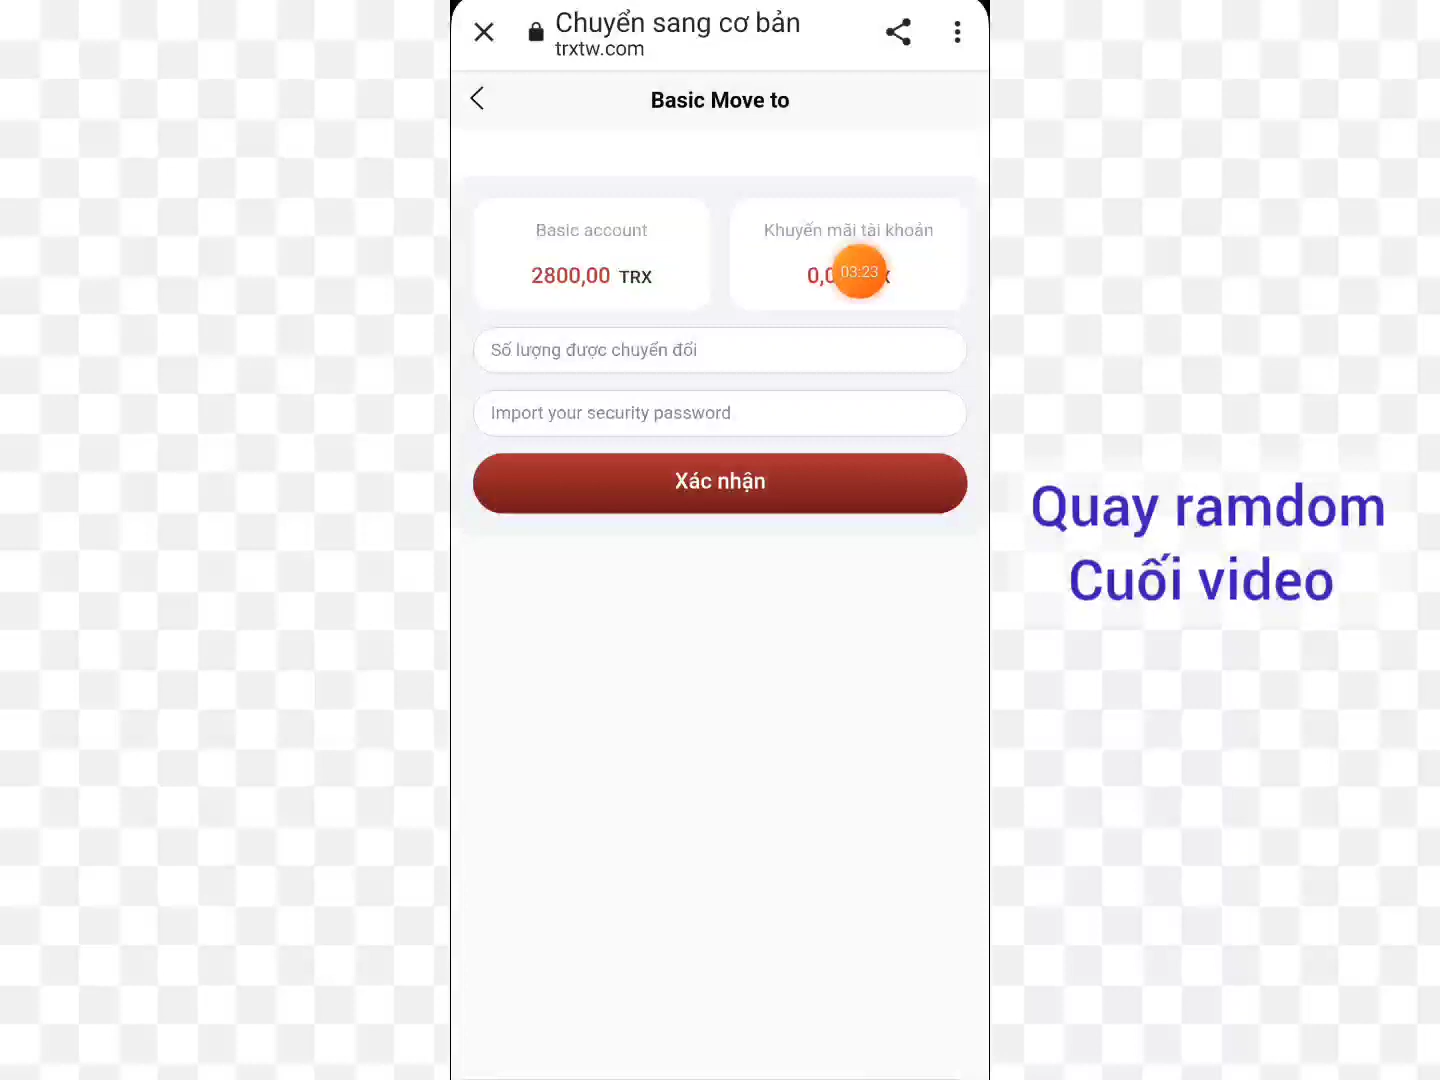 Chuyển sang cơ bản
trxtw.com
Basic Move to
Basic account
Khuyến mãi tài khoản
2800,00 TRX
03:23
Số lượng được chuyển đổi
Import your security password
Xác nhận
Quay ramdom
Cuối video